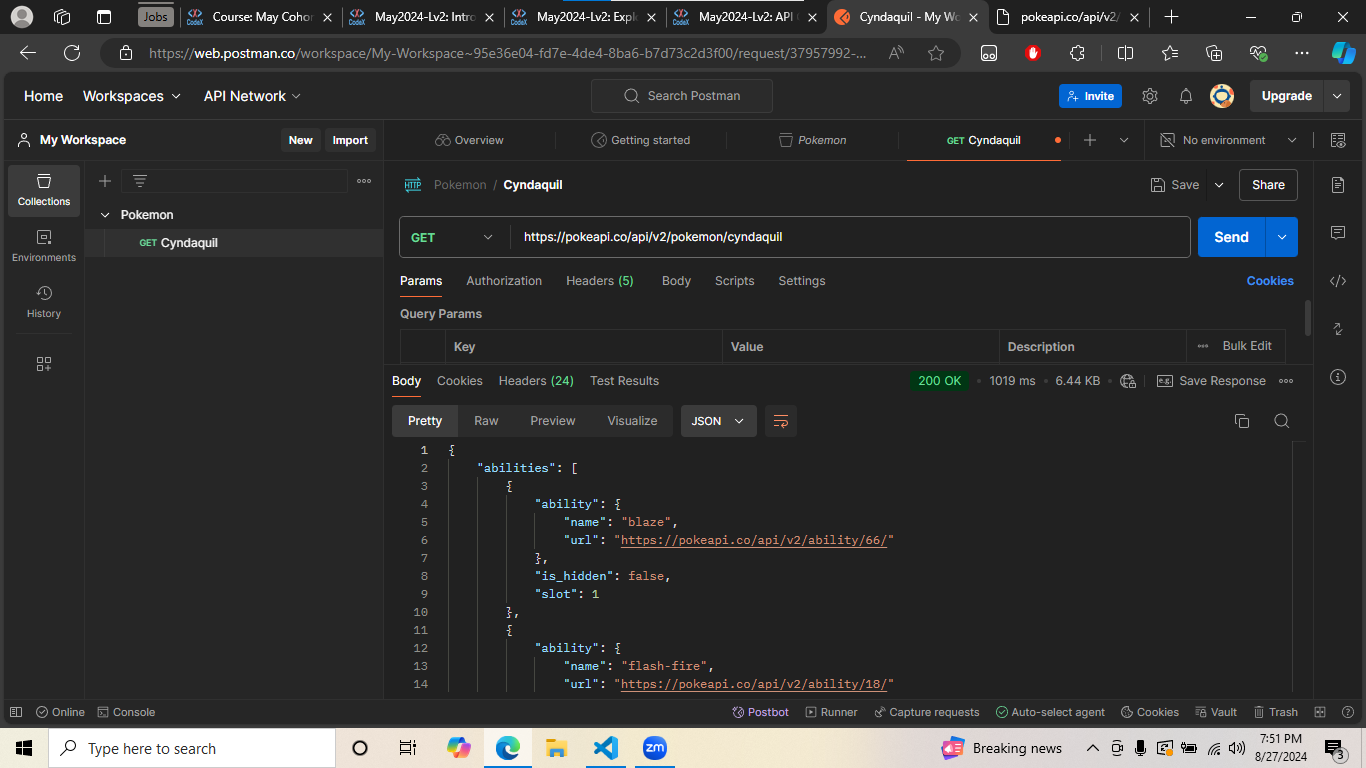 Jobs
Course: May Cohor
May2024-Lv2: Intro
May2024-Lv2: Expl
May2024-Lv2: API
Cyndaquil - My Wo
pokeapi.co/api/v2/
https://web.postman.co/workspace/My-Workspace~95e36e04-fd7e-4de4-8ba6-b7d73c2d3f00/request/37957992-...
Home
Workspaces
API Network
Search Postman
Invite
Upgrade
My Workspace
New
Import
Overview
Getting started
Pokemon
GET Cyndaquil
No environment
Collections
Environments
History
Pokemon
GET Cyndaquil
HTTP
Pokemon / Cyndaquil
Save
Share
GET
https://pokeapi.co/api/v2/pokemon/cyndaquil
Send
Params
Authorization
Headers (5)
Body
Scripts
Settings
Cookies
Query Params
Key
Value
Description
Bulk Edit
Body
Cookies
Headers (24)
Test Results
200 OK
1019 ms
6.44 KB
e.g.
Save Response
Pretty
Raw
Preview
Visualize
JSON
1 {
2 "abilities": [
3 {
4 "ability": {
5 "name": "blaze",
6 "url": "https://pokeapi.co/api/v2/ability/66/"
7 },
8 "is_hidden": false,
9 "slot": 1
10 },
11 {
12 "ability": {
13 "name": "flash-fire",
14 "url": "https://pokeapi.co/api/v2/ability/18/"
Online
Console
Postbot
Runner
Capture requests
Auto-select agent
Cookies
Vault
Trash
Type here to search
zm
Breaking news
7:51 PM
8/27/2024
3